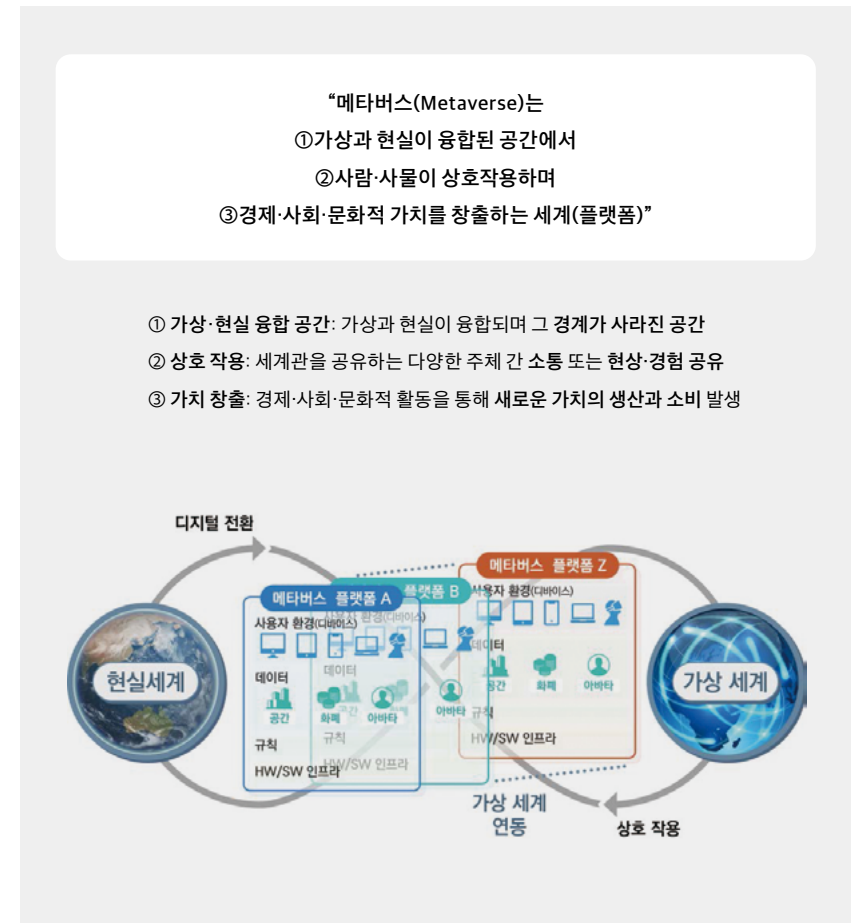 “메타버스(Metaverse)는
①가상과 현실이 융합된 공간에서
②사람·사물이 상호작용하며
③경제·사회·문화적 가치를 창출하는 세계(플랫폼)”
① 가상·현실 융합 공간: 가상과 현실이 융합되며 그 경계가 사라진 공간
② 상호 작용: 세계관을 공유하는 다양한 주체 간 소통 또는 현상·경험 공유
③ 가치 창출: 경제·사회·문화적 활동을 통해 새로운 가치의 생산과 소비 발생
디지털 전환
현실세계
메타버스 플랫폼 A
사용자 환경(디바이스)
데이터
공간
화폐
아바타
규칙
HW/SW 인프라
플랫폼 B
사용자 환경(디바이스)
데이터
공간
아바타
규칙
HW/SW 인프라
메타버스 플랫폼 Z
사용자 환경(디바이스)
데이터
공간
화폐
아바타
규칙
HW/SW 인프라
가상 세계
가상 세계
연동
상호 작용